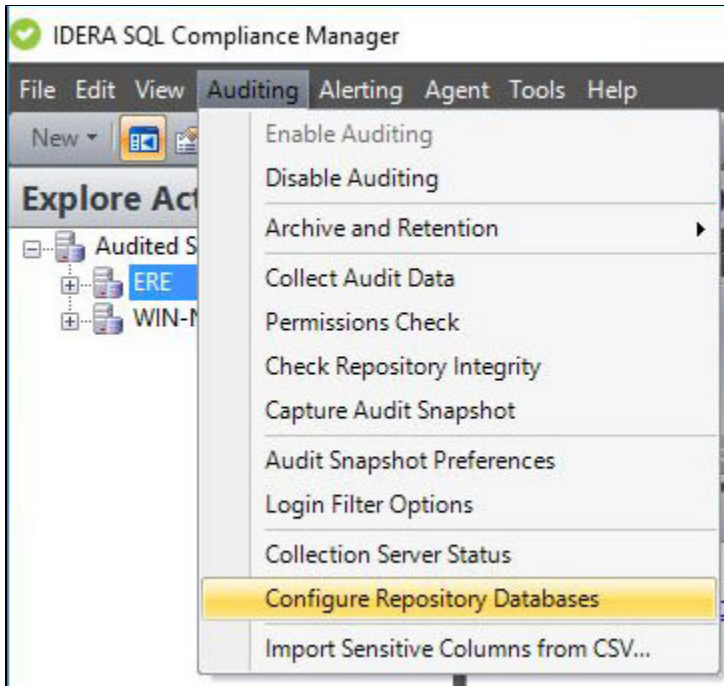 IDERA SQL Compliance Manager
File Edit View Auditing Alerting Agent Tools Help
New
Enable Auditing
Disable Auditing
Archive and Retention
Collect Audit Data
Permissions Check
Check Repository Integrity
Capture Audit Snapshot
Audit Snapshot Preferences
Login Filter Options
Collection Server Status
Configure Repository Databases
Import Sensitive Columns from CSV...
Explore Act
Audited S
ERE
WIN-N